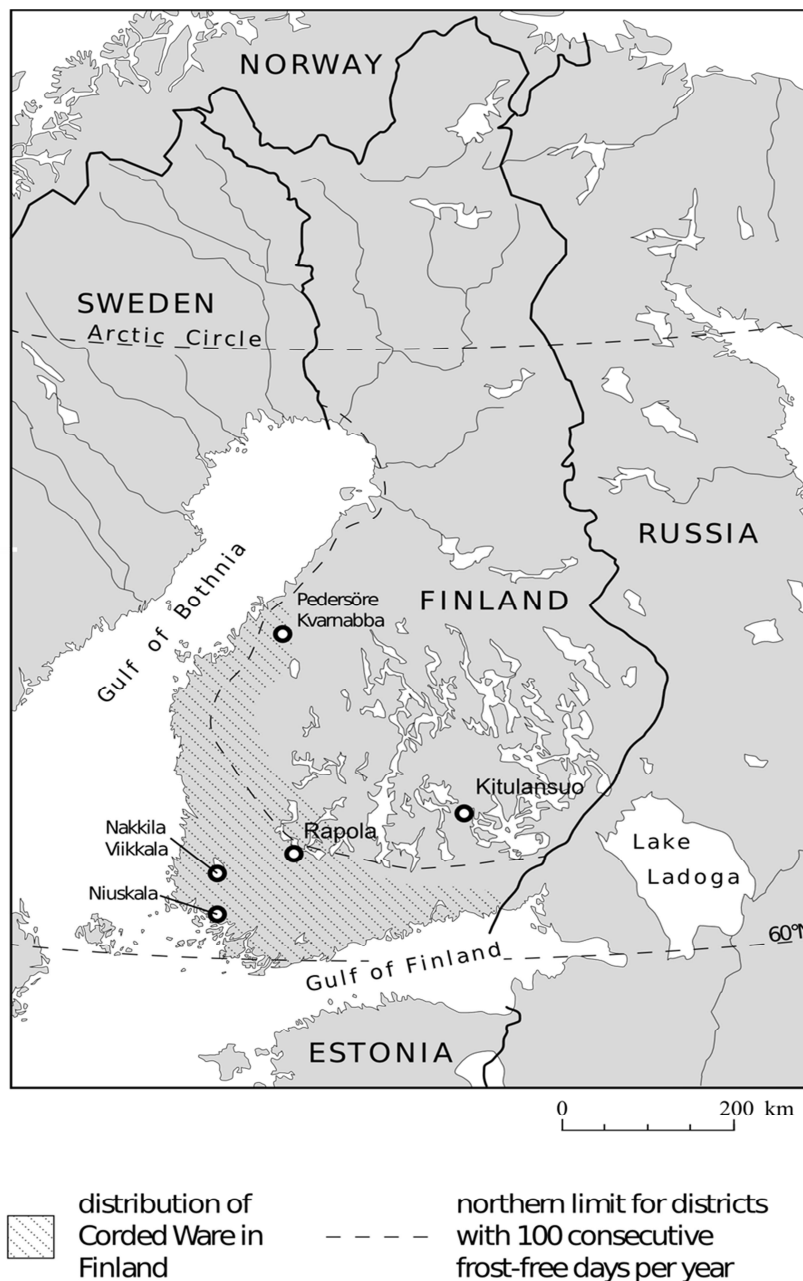 NORWAY
SWEDEN
Arctic Circle
Gulf of Bothnia
RUSSIA
Pedersöre
Kvarnabba
FINLAND
Kitulansuo
Nakkila
Viikkala
Rapola
Lake
Ladoga
Niuskala
60°N
Gulf of Finland
ESTONIA
0 200 km
distribution of
Corded Ware in
Finland
northern limit for districts
with 100 consecutive
frost-free days per year